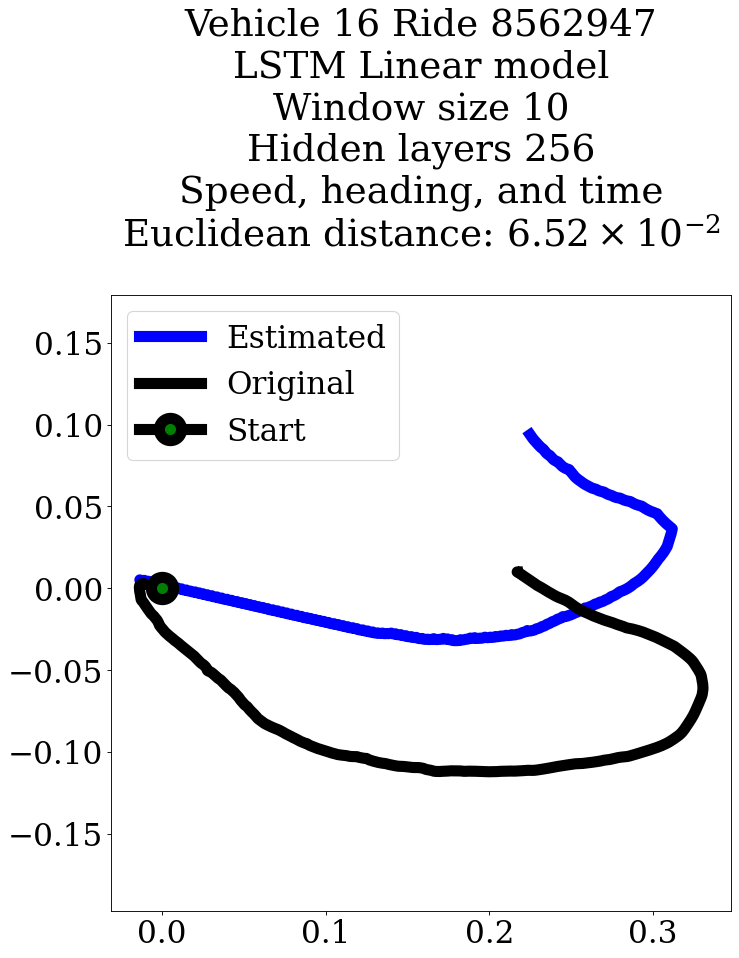 Vehicle 16 Ride 8562947
LSTM Linear model
Window size 10
Hidden layers 256
Speed, heading, and time
Euclidean distance: 6.52 × 10⁻²
Estimated
Original
Start
0.15
0.10
0.05
0.00
−0.05
−0.10
−0.15
0.0 0.1 0.2 0.3